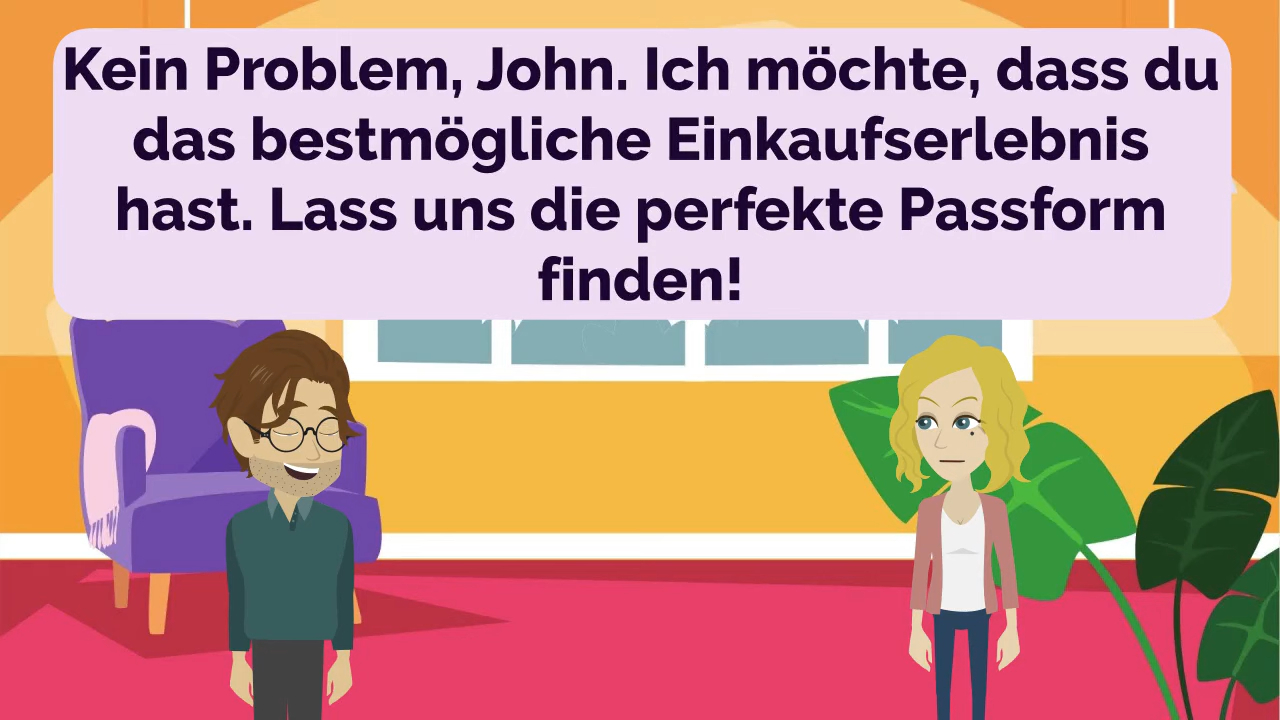 Kein Problem, John. Ich möchte, dass du
das bestmögliche Einkaufserlebnis
hast. Lass uns die perfekte Passform
finden!